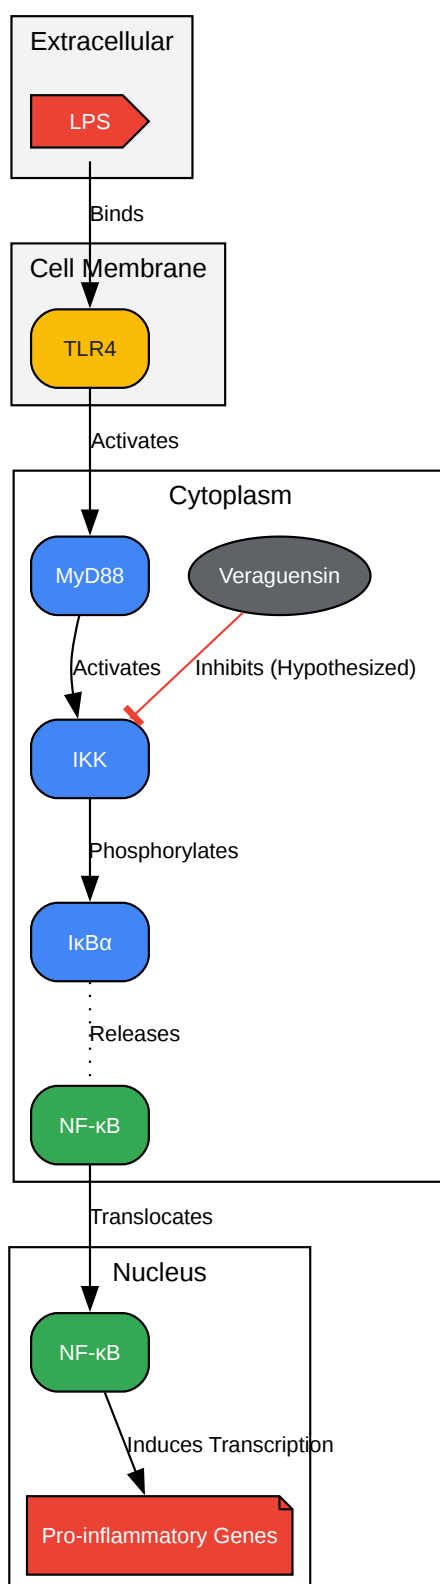 Extracellular
LPS
Binds
Cell Membrane
TLR4
Activates
Cytoplasm
MyD88
Veraguensin
Activates
Inhibits (Hypothesized)
IKK
Phosphorylates
IκBα
Releases
NF-κB
Translocates
Nucleus
NF-κB
Induces Transcription
Pro-inflammatory Genes